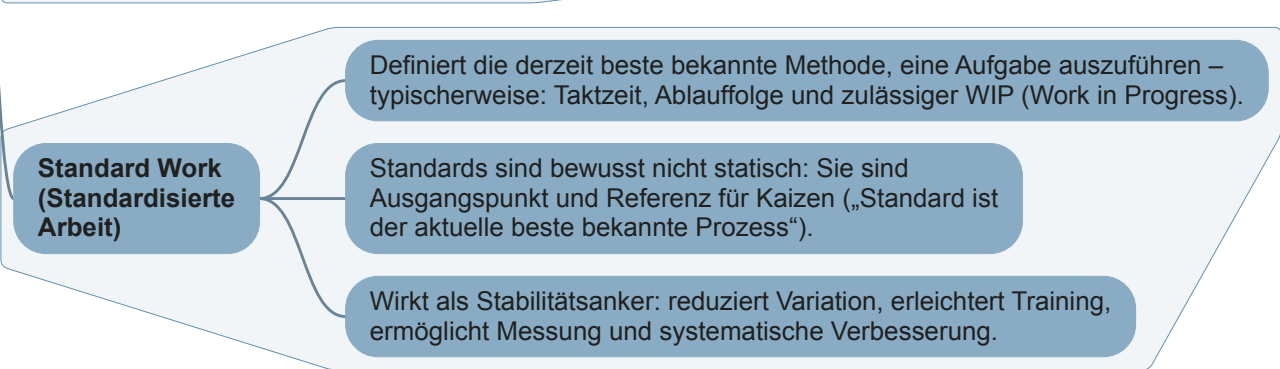 Standard Work
(Standardisierte
Arbeit)
Definiert die derzeit beste bekannte Methode, eine Aufgabe auszuführen –
typischerweise: Taktzeit, Ablauffolge und zulässiger WIP (Work in Progress).
Standards sind bewusst nicht statisch: Sie sind
Ausgangspunkt und Referenz für Kaizen („Standard ist
der aktuelle beste bekannte Prozess“).
Wirkt als Stabilitätsanker: reduziert Variation, erleichtert Training,
ermöglicht Messung und systematische Verbesserung.